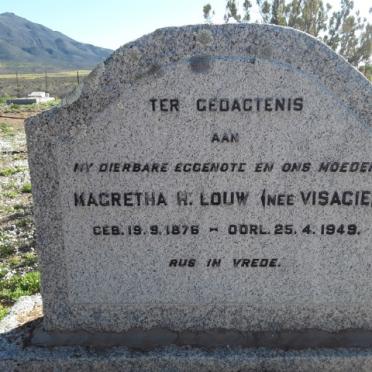 TER GEDAGTENIS
AAN
MY DIERBARE EGGENOTE EN ONS MOEDER
MAGRETHA H. LOUW (NEE VISAGIE)
GEB. 19. 9. 1876 - OORL. 25. 4. 1949.
RUS IN VREDE.